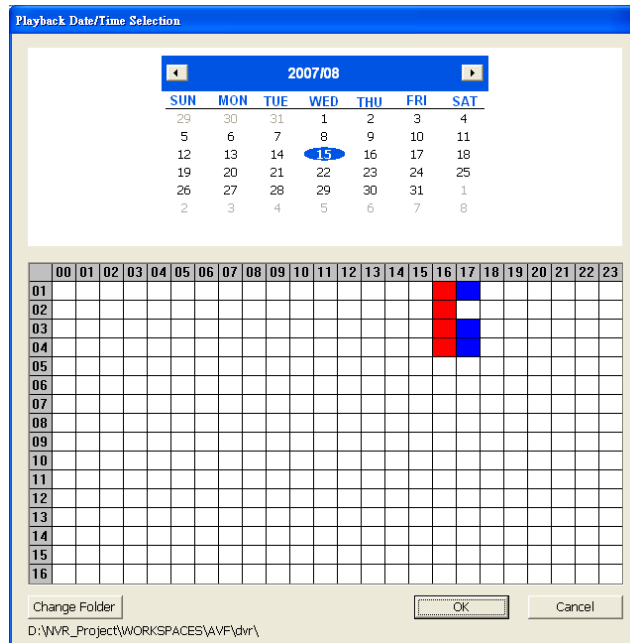 Playback Date/Time Selection
2007/08
SUN MON TUE WED THU FRI SAT
29 30 31 1 2 3 4
5 6 7 8 9 10 11
12 13 14 15 16 17 18
19 20 21 22 23 24 25
26 27 28 29 30 31 1
2 3 4 5 6 7 8
00 01 02 03 04 05 06 07 08 09 10 11 12 13 14 15 16 17 18 19 20 21 22 23
01
02
03
04
05
06
07
08
09
10
11
12
13
14
15
16
Change Folder OK Cancel
D:\NVR_Project\WORKSPACES\AVF\dvr\